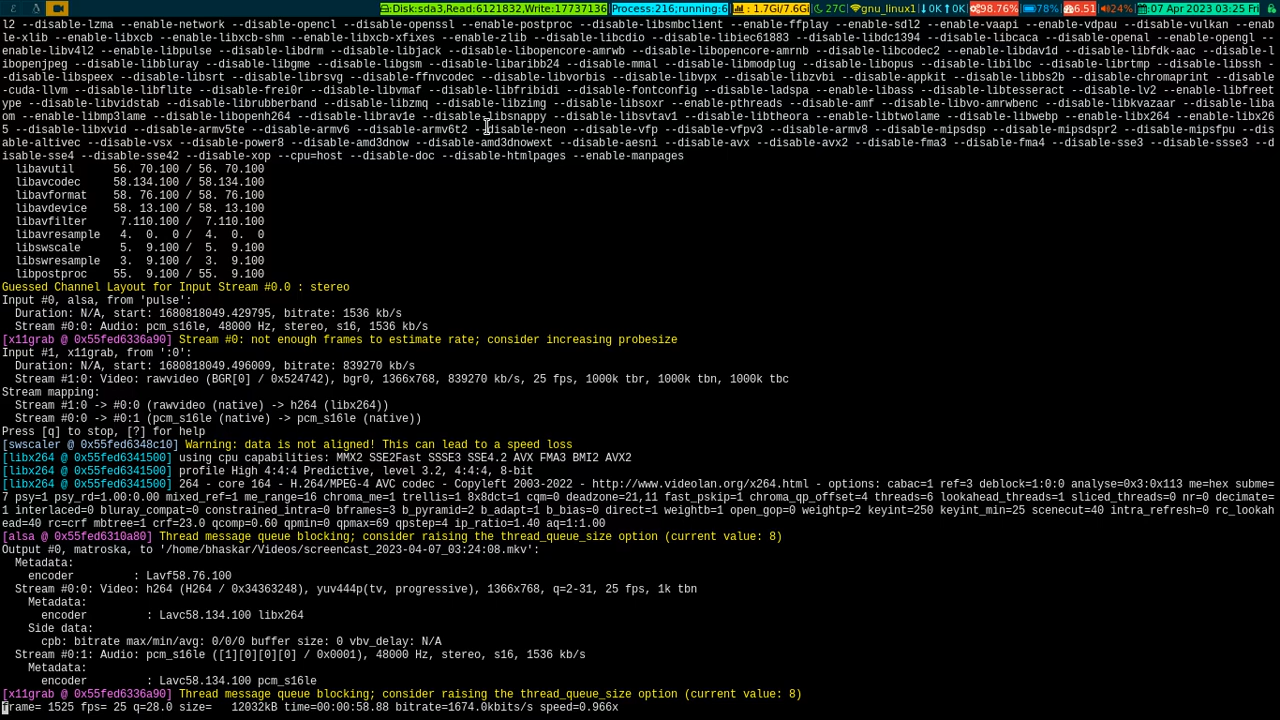 Disk:sda3,Read:6121832,Write:17737136 Process:216;running:6 : 1.7Gi/7.6Gi 27C gnu_linux1 0K 0K 98.76% 78% 6.51 24% :07 Apr 2023 03:25 Fri
l2 --disable-lzma --enable-network --disable-opencl --disable-openssl --enable-postproc --disable-libsmbclient --enable-ffplay --enable-sdl2 --enable-vaapi --enable-vdpau --disable-vulkan --enab
le-xlib --enable-libxcb --enable-libxcb-shm --enable-libxcb-xfixes --enable-zlib --disable-libcdio --disable-libiec61883 --disable-libdc1394 --disable-libcaca --disable-openal --enable-opengl --
enable-libv4l2 --enable-libpulse --disable-libdrm --disable-libjack --disable-libopencore-amrwb --disable-libopencore-amrnb --disable-libcodec2 --enable-libdav1d --disable-libfdk-aac --disable-l
ibopenjpeg --disable-libbluray --disable-libgme --disable-libgsm --disable-libaribb24 --disable-mmal --disable-libmodplug --disable-libopus --disable-libilbc --disable-librtmp --disable-libssh -
-disable-libspeex --disable-libsrt --disable-librsvg --disable-ffnvcodec --disable-libvorbis --disable-libvpx --disable-libzvbi --disable-appkit --disable-libbs2b --disable-chromaprint --disable
-cuda-llvm --disable-libflite --disable-frei0r --disable-libvmaf --disable-libfribidi --disable-fontconfig --disable-ladspa --enable-libass --disable-libtesseract --disable-lv2 --enable-libfreet
ype --disable-libvidstab --disable-librubberband --disable-libzmq --disable-libzimg --disable-libsoxr --enable-pthreads --disable-amf --disable-libvo-amrwbenc --disable-libkvazaar --disable-liba
om --enable-libmp3lame --disable-libopenh264 --disable-librav1e --disable-libsnappy --disable-libsvtav1 --disable-libtheora --enable-libtwolame --disable-libwebp --enable-libx264 --enable-libx26
5 --disable-libxvid --disable-armv5te --disable-armv6 --disable-armv6t2 --disable-neon --disable-vfp --disable-vfpv3 --disable-armv8 --disable-mipsdsp --disable-mipsdspr2 --disable-mipsfpu --dis
able-altivec --disable-vsx --disable-power8 --disable-amd3dnow --disable-amd3dnowext --disable-aesni --disable-avx --disable-avx2 --disable-fma3 --disable-fma4 --disable-sse3 --disable-ssse3 --d
isable-sse4 --disable-sse42 --disable-xop --cpu=host --disable-doc --disable-htmlpages --enable-manpages
libavutil 56. 70.100 / 56. 70.100
libavcodec 58.134.100 / 58.134.100
libavformat 58. 76.100 / 58. 76.100
libavdevice 58. 13.100 / 58. 13.100
libavfilter 7.110.100 / 7.110.100
libavresample 4. 0. 0 / 4. 0. 0
libswscale 5. 9.100 / 5. 9.100
libswresample 3. 9.100 / 3. 9.100
libpostproc 55. 9.100 / 55. 9.100
Guessed Channel Layout for Input Stream #0.0 : stereo
Input #0, alsa, from 'pulse':
Duration: N/A, start: 1680818049.429795, bitrate: 1536 kb/s
Stream #0:0: Audio: pcm_s16le, 48000 Hz, stereo, s16, 1536 kb/s
[x11grab @ 0x55fed6336a90] Stream #0: not enough frames to estimate rate; consider increasing probesize
Input #1, x11grab, from ':0':
Duration: N/A, start: 1680818049.496009, bitrate: 839270 kb/s
Stream #1:0: Video: rawvideo (BGR[0] / 0x524742), bgr0, 1366x768, 839270 kb/s, 25 fps, 1000k tbr, 1000k tbn, 1000k tbc
Stream mapping:
Stream #1:0 -> #0:0 (rawvideo (native) -> h264 (libx264))
Stream #0:0 -> #0:1 (pcm_s16le (native) -> pcm_s16le (native))
Press [q] to stop, [?] for help
[swscaler @ 0x55fed6348c10] Warning: data is not aligned! This can lead to a speed loss
[libx264 @ 0x55fed6341500] using cpu capabilities: MMX2 SSE2Fast SSSE3 SSE4.2 AVX FMA3 BMI2 AVX2
[libx264 @ 0x55fed6341500] profile High 4:4:4 Predictive, level 3.2, 4:4:4, 8-bit
[libx264 @ 0x55fed6341500] 264 - core 164 - H.264/MPEG-4 AVC codec - Copyleft 2003-2022 - http://www.videolan.org/x264.html - options: cabac=1 ref=3 deblock=1:0:0 analyse=0x3:0x113 me=hex subme=
7 psy=1 psy_rd=1.00:0.00 mixed_ref=1 me_range=16 chroma_me=1 trellis=1 8x8dct=1 cqm=0 deadzone=21,11 fast_pskip=1 chroma_qp_offset=4 threads=6 lookahead_threads=1 sliced_threads=0 nr=0 decimate=
1 interlaced=0 bluray_compat=0 constrained_intra=0 bframes=3 b_pyramid=2 b_adapt=1 b_bias=0 direct=1 weightb=1 open_gop=0 weightp=2 keyint=250 keyint_min=25 scenecut=40 intra_refresh=0 rc_lookah
ead=40 rc=crf mbtree=1 crf=23.0 qcomp=0.60 qpmin=0 qpmax=69 qpstep=4 ip_ratio=1.40 aq=1:1.00
[alsa @ 0x55fed6310a80] Thread message queue blocking; consider raising the thread_queue_size option (current value: 8)
Output #0, matroska, to '/home/bhaskar/Videos/screencast_2023-04-07_03:24:08.mkv':
Metadata:
encoder : Lavf58.76.100
Stream #0:0: Video: h264 (H264 / 0x34363248), yuv444p(tv, progressive), 1366x768, q=2-31, 25 fps, 1k tbn
Metadata:
encoder : Lavc58.134.100 libx264
Side data:
cpb: bitrate max/min/avg: 0/0/0 buffer size: 0 vbv_delay: N/A
Stream #0:1: Audio: pcm_s16le ([1][0][0][0] / 0x0001), 48000 Hz, stereo, s16, 1536 kb/s
Metadata:
encoder : Lavc58.134.100 pcm_s16le
[x11grab @ 0x55fed6336a90] Thread message queue blocking; consider raising the thread_queue_size option (current value: 8)
frame= 1525 fps= 25 q=28.0 size= 12032kB time=00:00:58.88 bitrate=1674.0kbits/s speed=0.966x